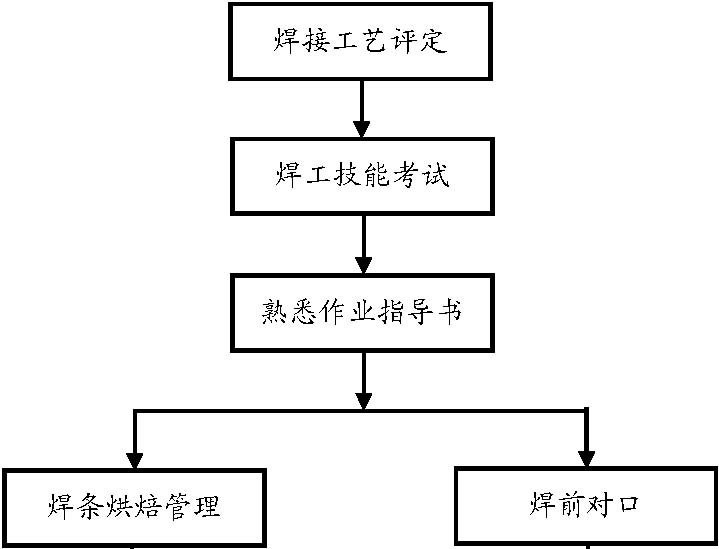 焊接工艺评定
焊工技能考试
熟悉作业指导书
焊条烘焙管理
焊前对口